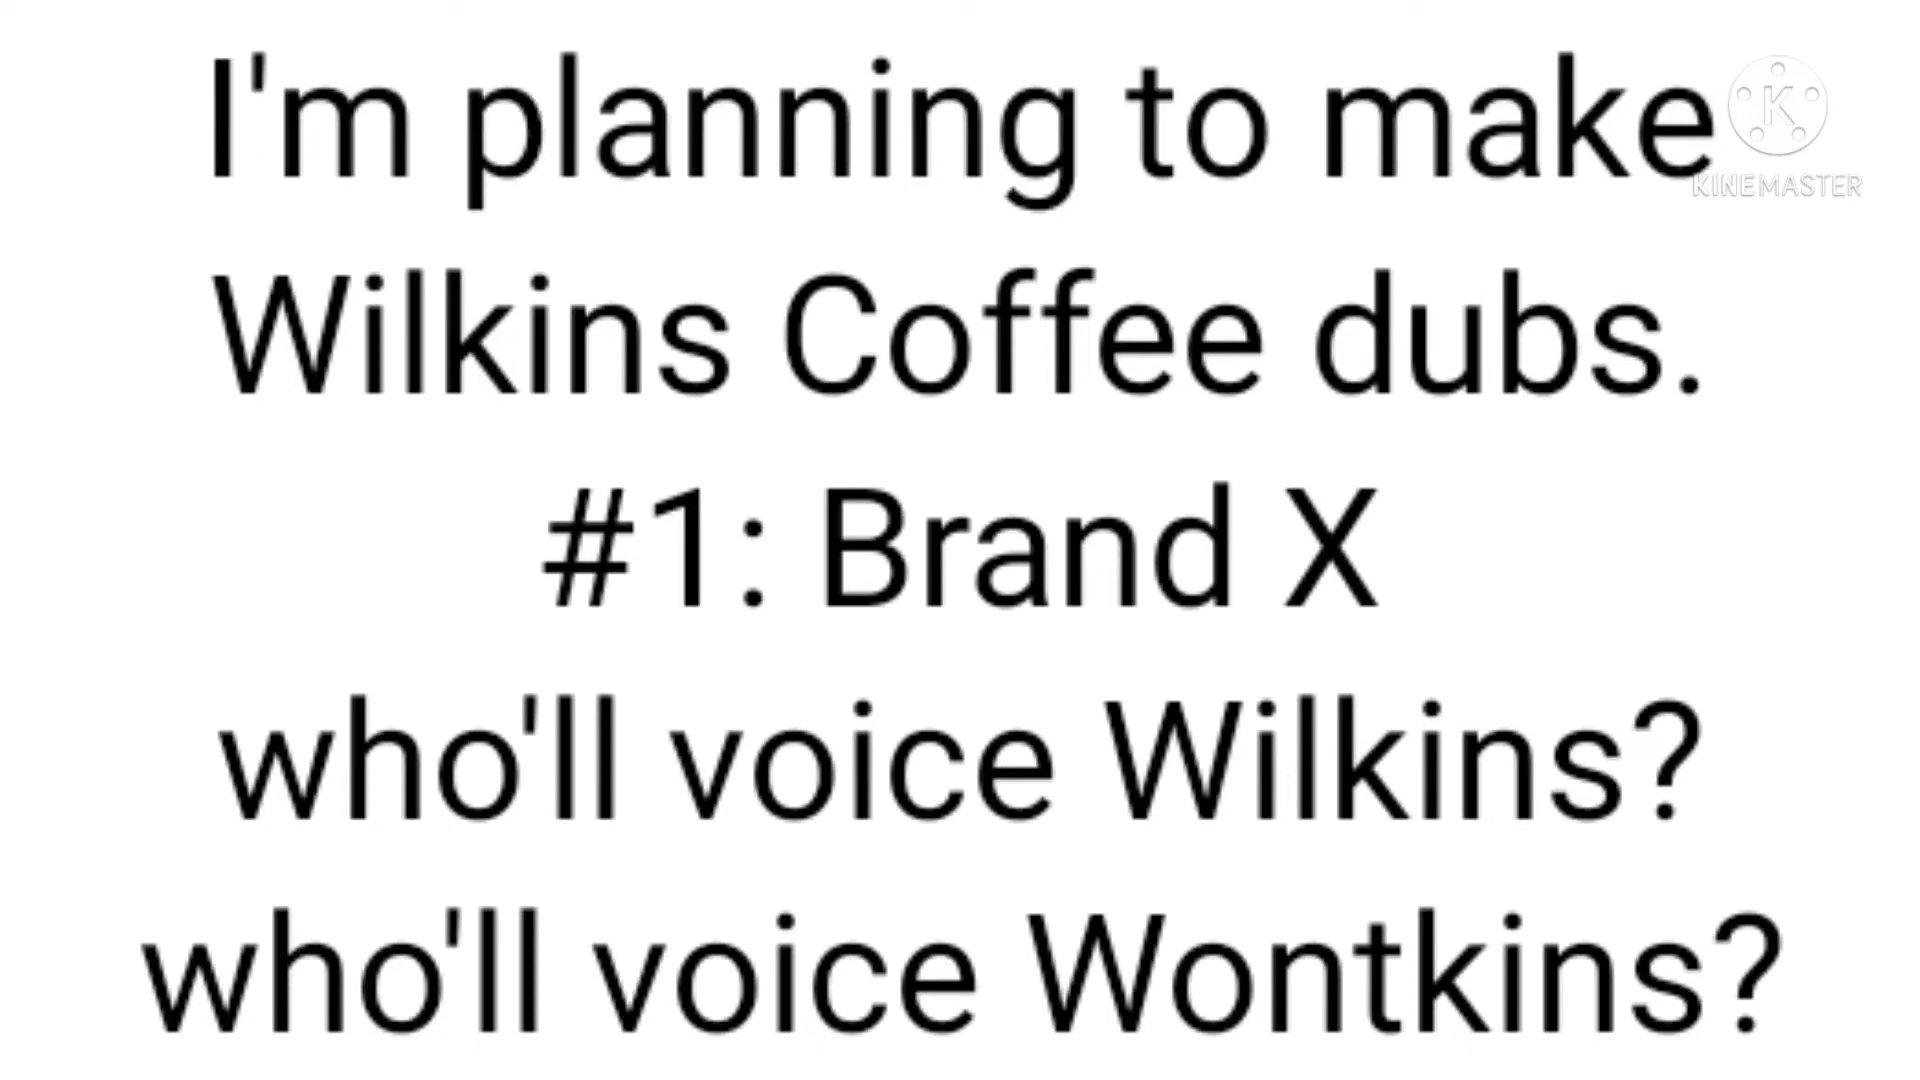 I'm planning to make
K
KINEMASTER
Wilkins Coffee dubs.
#1: Brand X
who'll voice Wilkins?
who'll voice Wontkins?